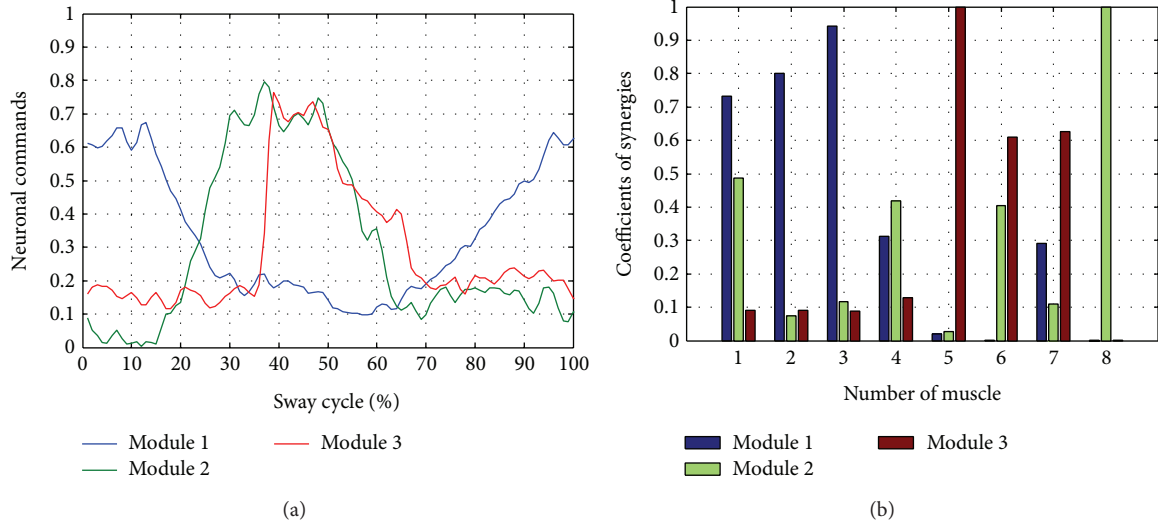 1
0.9
0.8
0.7
0.6
0.5
0.4
0.3
0.2
0.1
0
Neuronal commands
0 10 20 30 40 50 60 70 80 90 100
Sway cycle (%)
Module 1
Module 2
Module 3
(a)
1
0.9
0.8
0.7
0.6
0.5
0.4
0.3
0.2
0.1
0
Coefficients of synergies
1 2 3 4 5 6 7 8
Number of muscle
Module 1
Module 2
Module 3
(b)